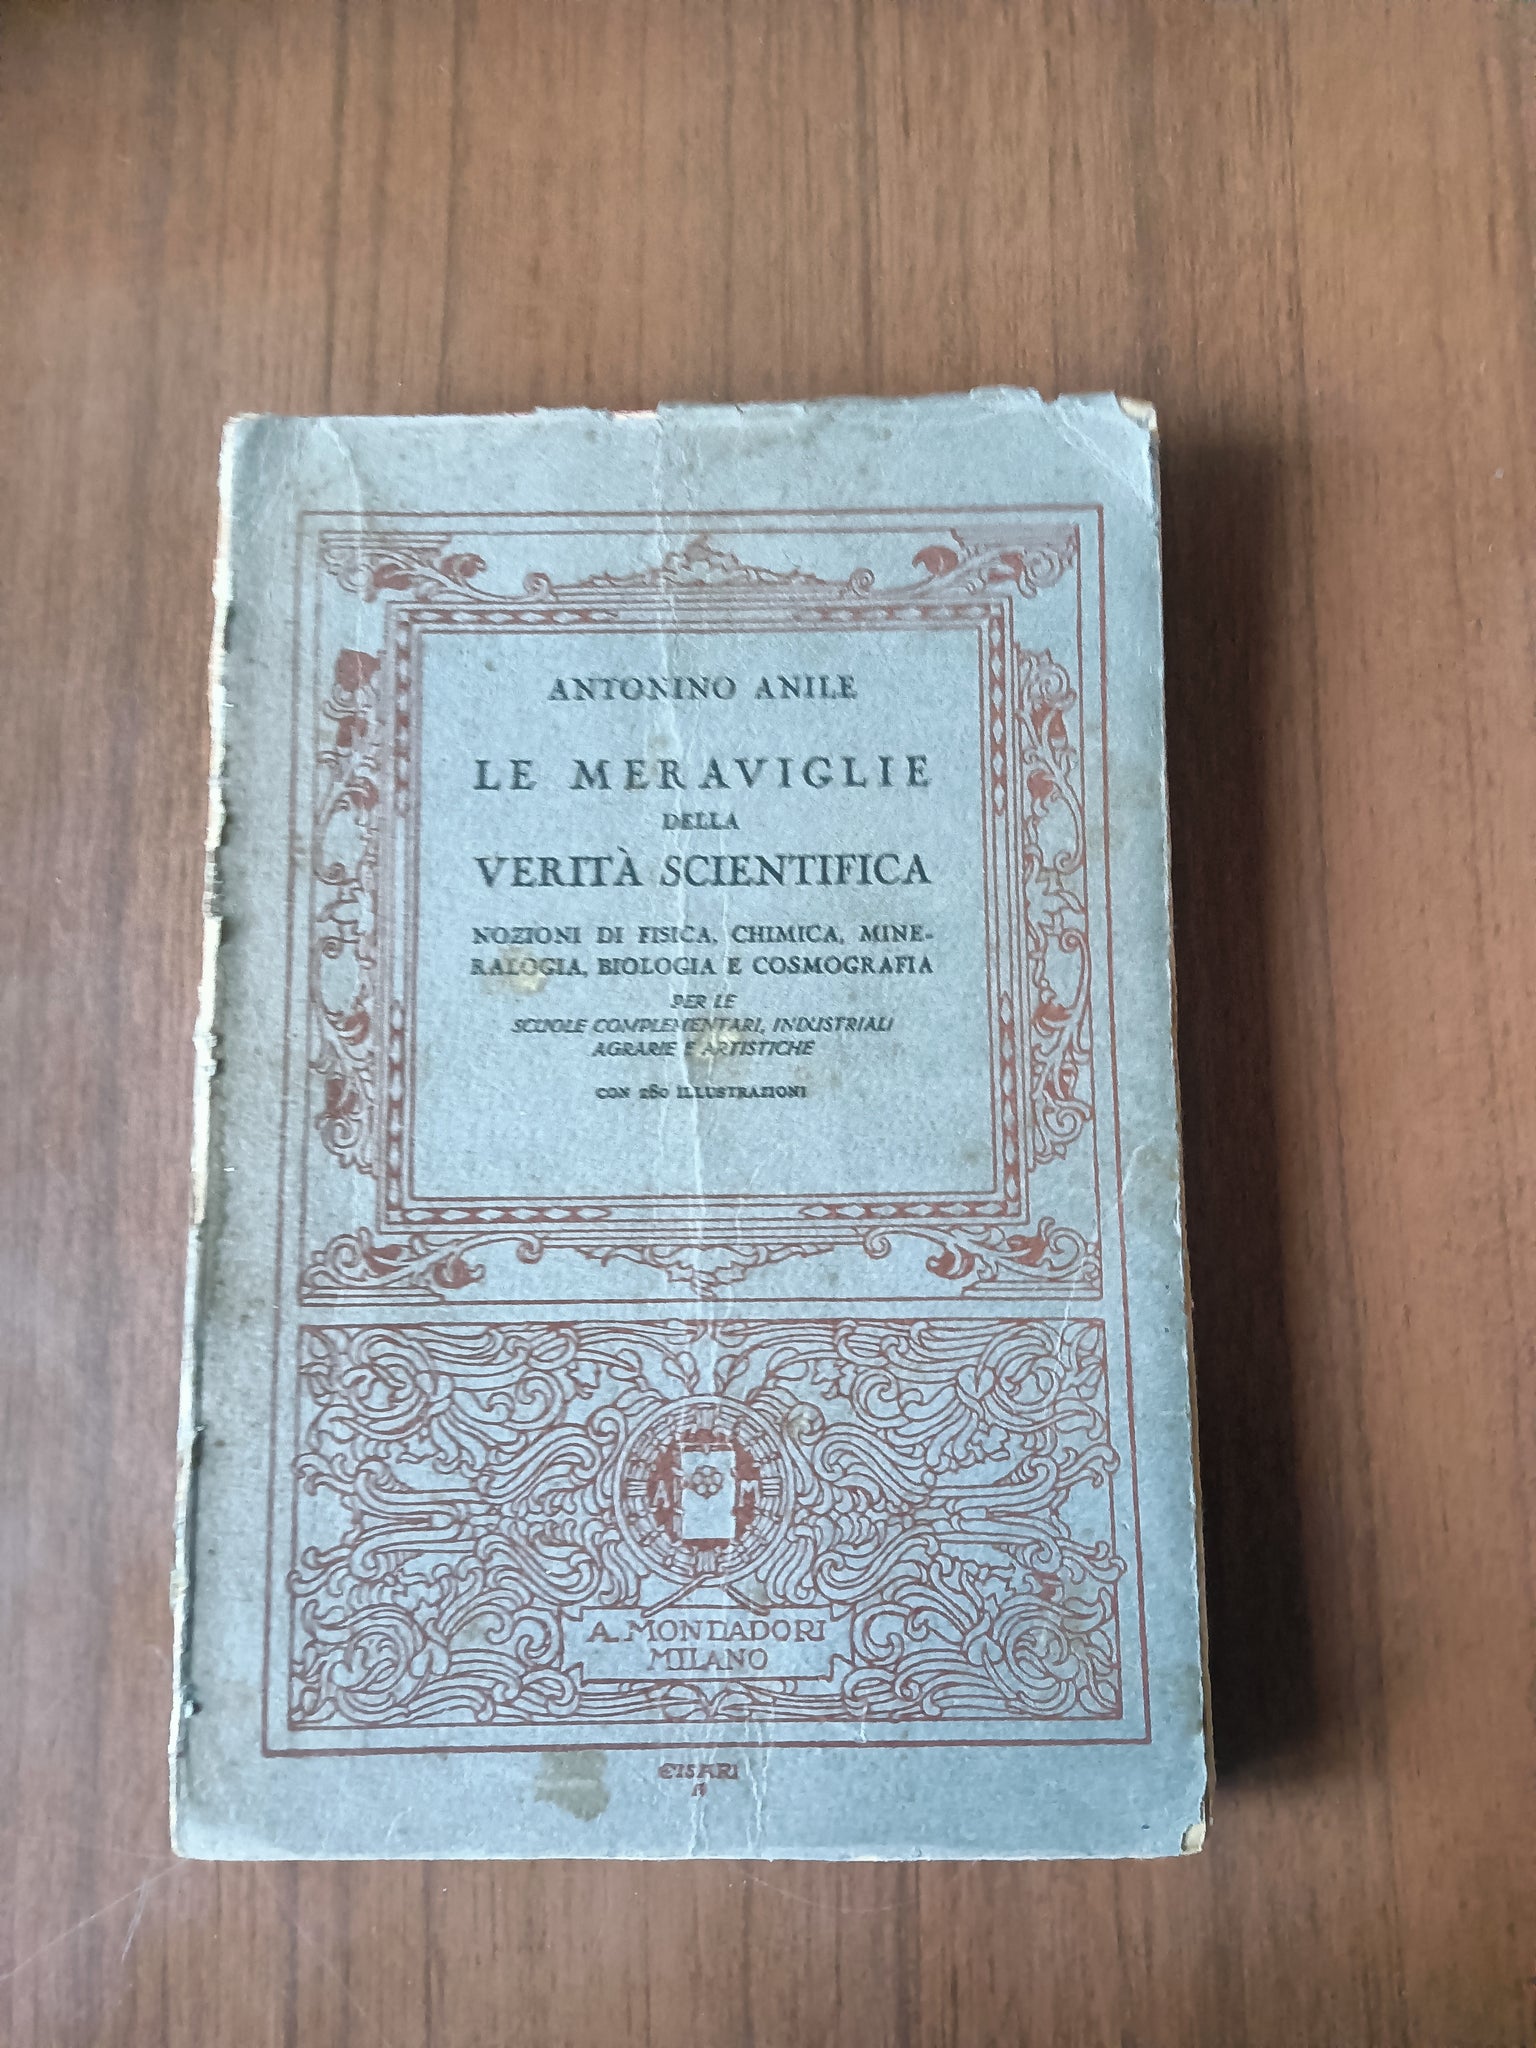 ANTONINO ANILE
LE MERAVIGLIE
DELLA
VERITÀ SCIENTIFICA
NOZIONI DI FISICA, CHIMICA, MINE-
RALOGIA, BIOLOGIA E COSMOGRAFIA
PER LE
SCUOLE COMPLEMENTARI, INDUSTRIALI
AGRARIE E ARTISTICHE
CON 280 ILLUSTRAZIONI
A M
A. MONDADORI
MILANO
CISARI